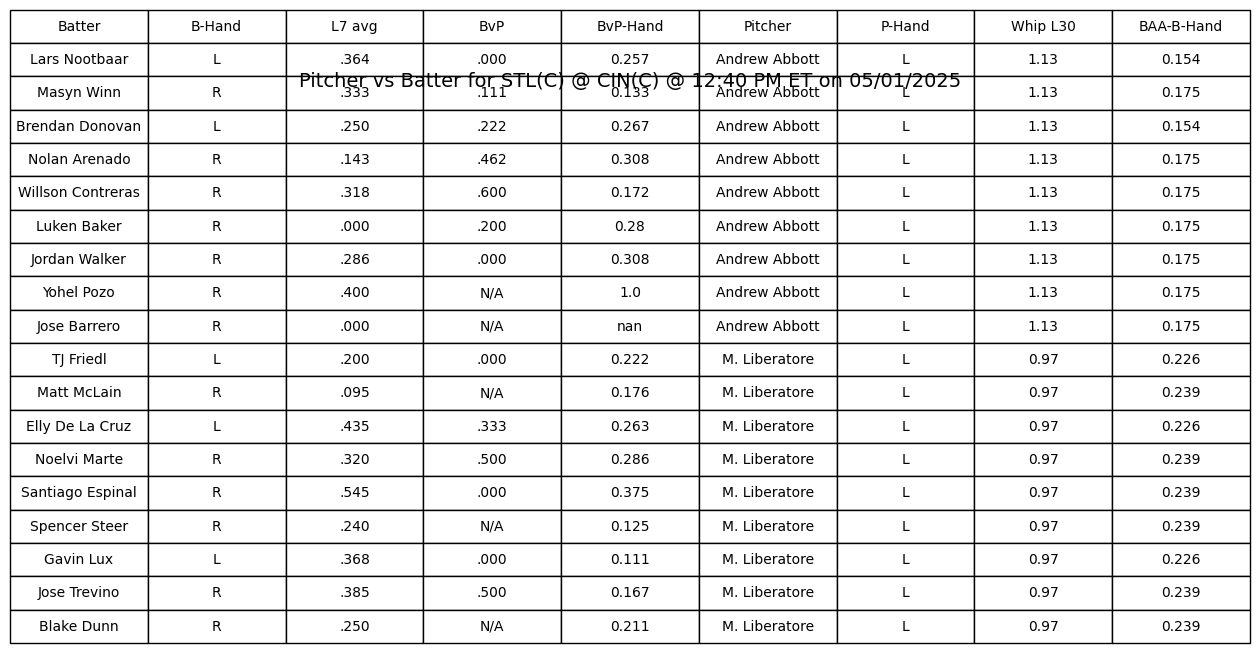 Batter B-Hand L7 avg BvP BvP-Hand Pitcher P-Hand Whip L30 BAA-B-Hand
Lars Nootbaar L .364 .000 0.257 Andrew Abbott L 1.13 0.154
Pitcher vs Batter for STL(C) @ CIN(C) @ 12:40 PM ET on 05/01/2025
Masyn Winn R .333 .111 0.133 Andrew Abbott L 1.13 0.175
Brendan Donovan L .250 .222 0.267 Andrew Abbott L 1.13 0.154
Nolan Arenado R .143 .462 0.308 Andrew Abbott L 1.13 0.175
Willson Contreras R .318 .600 0.172 Andrew Abbott L 1.13 0.175
Luken Baker R .000 .200 0.28 Andrew Abbott L 1.13 0.175
Jordan Walker R .286 .000 0.308 Andrew Abbott L 1.13 0.175
Yohel Pozo R .400 N/A 1.0 Andrew Abbott L 1.13 0.175
Jose Barrero R .000 N/A nan Andrew Abbott L 1.13 0.175
TJ Friedl L .200 .000 0.222 M. Liberatore L 0.97 0.226
Matt McLain R .095 N/A 0.176 M. Liberatore L 0.97 0.239
Elly De La Cruz L .435 .333 0.263 M. Liberatore L 0.97 0.226
Noelvi Marte R .320 .500 0.286 M. Liberatore L 0.97 0.239
Santiago Espinal R .545 .000 0.375 M. Liberatore L 0.97 0.239
Spencer Steer R .240 N/A 0.125 M. Liberatore L 0.97 0.239
Gavin Lux L .368 .000 0.111 M. Liberatore L 0.97 0.226
Jose Trevino R .385 .500 0.167 M. Liberatore L 0.97 0.239
Blake Dunn R .250 N/A 0.211 M. Liberatore L 0.97 0.239